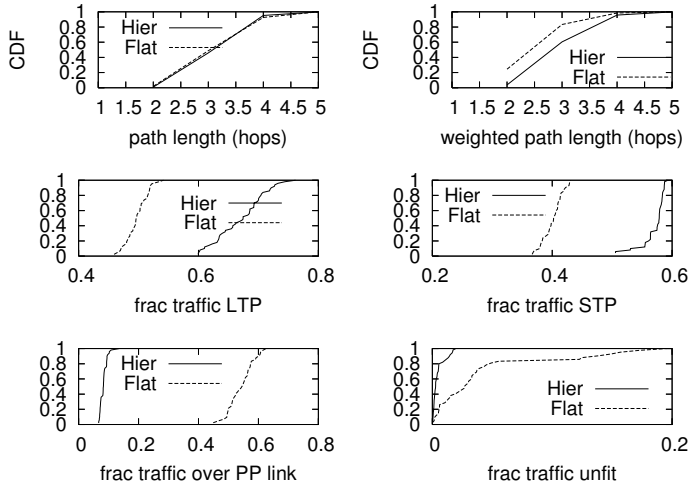 CDF
1
0.8
0.6
0.4
0.2
0
Hier
Flat
1 1.5 2 2.5 3 3.5 4 4.5 5
path length (hops)
CDF
1
0.8
0.6
0.4
0.2
0
Hier
Flat
1 1.5 2 2.5 3 3.5 4 4.5 5
weighted path length (hops)
1
0.8
0.6
0.4
0.2
0
Hier
Flat
0.4 0.6 0.8
frac traffic LTP
1
0.8
0.6
0.4
0.2
0
Hier
Flat
0.2 0.4 0.6
frac traffic STP
1
0.8
0.6
0.4
0.2
0
Hier
Flat
0 0.2 0.4 0.6 0.8
frac traffic over PP link
1
0.8
0.6
0.4
0.2
0
Hier
Flat
0 0.2
frac traffic unfit